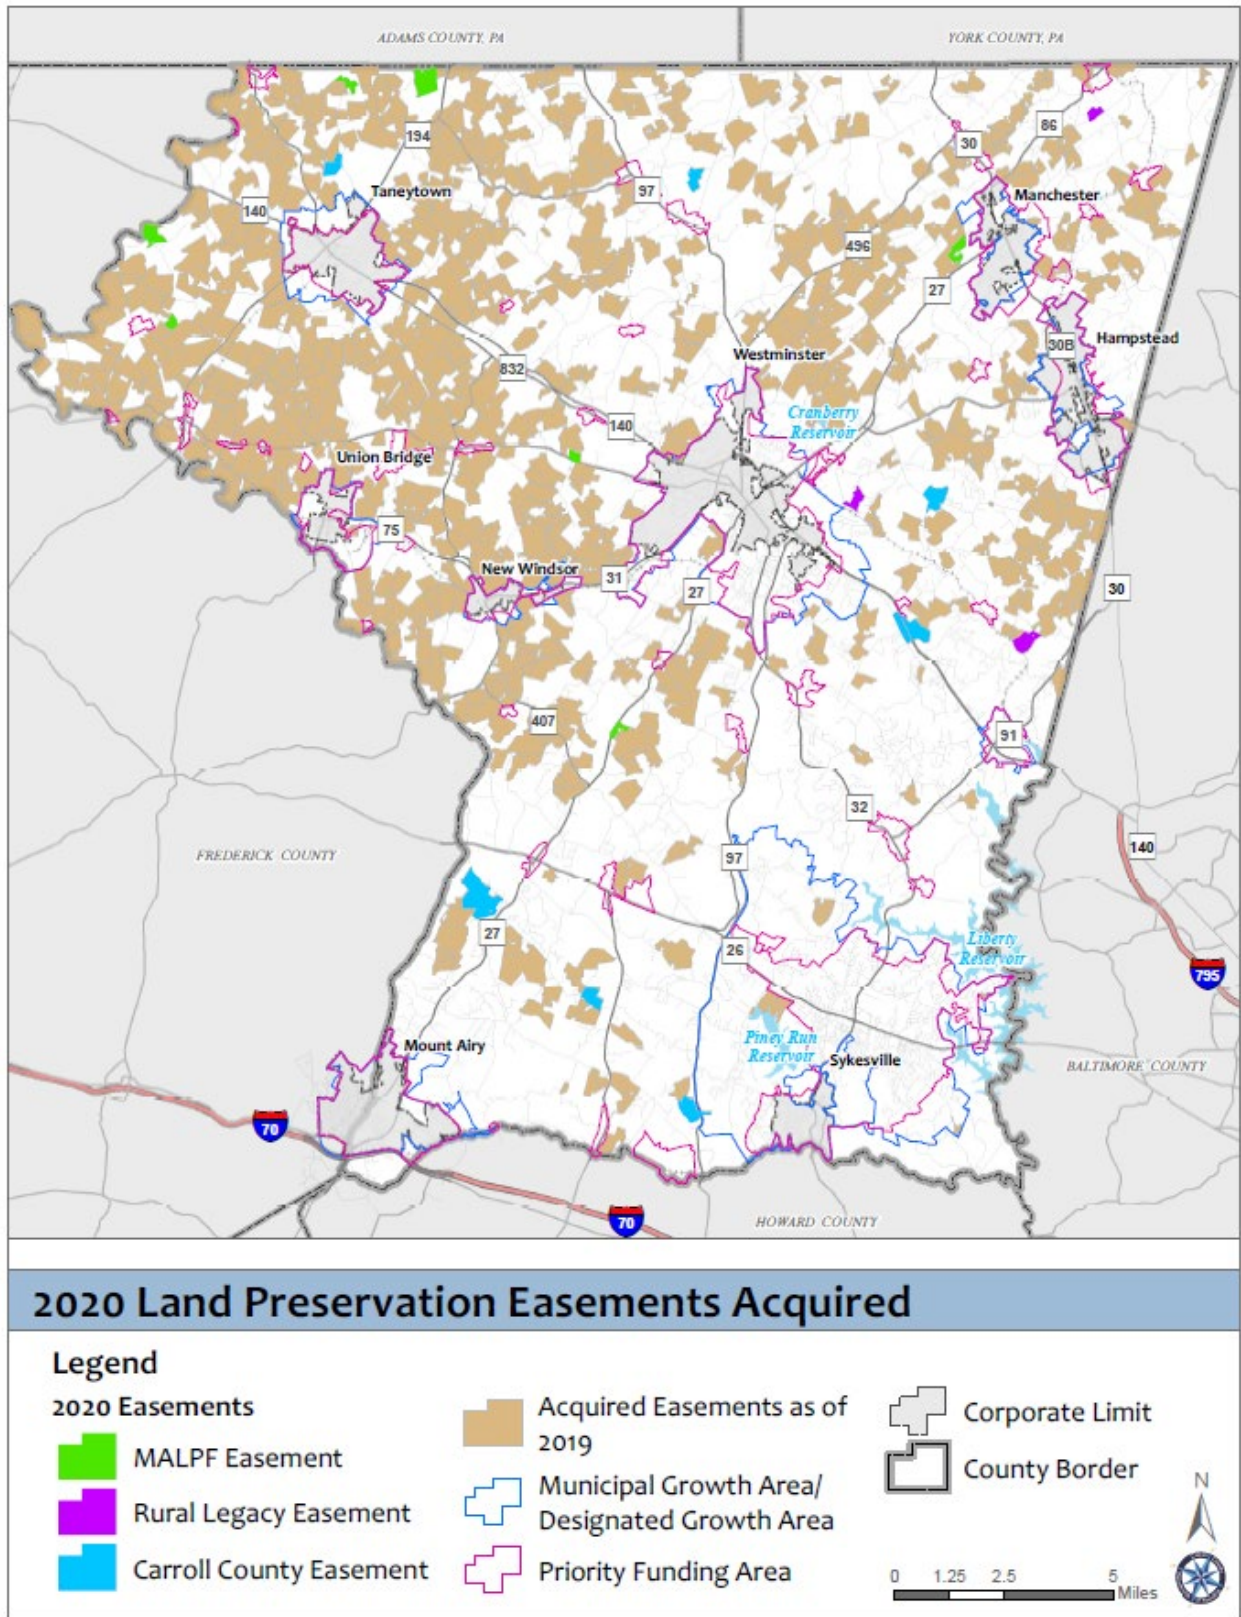 ADAMS COUNTY, PA
YORK COUNTY, PA
86
194
30
Taneytown
97
Manchester
140
496
27
Hampstead
30B
Westminster
832
Cranberry
Reservoir
140
Union Bridge
75
New Windsor
31
27
30
407
91
32
140
FREDERICK COUNTY
97
27
26
Liberty
Reservoir
795
Piney Run
Reservoir
Mount Airy
Sykesville
BALTIMORE COUNTY
70
70
HOWARD COUNTY
2020 Land Preservation Easements Acquired
Legend
2020 Easements
MALPF Easement
Rural Legacy Easement
Carroll County Easement
Acquired Easements as of
2019
Municipal Growth Area/
Designated Growth Area
Priority Funding Area
Corporate Limit
County Border
N
0 1.25 2.5 5
Miles